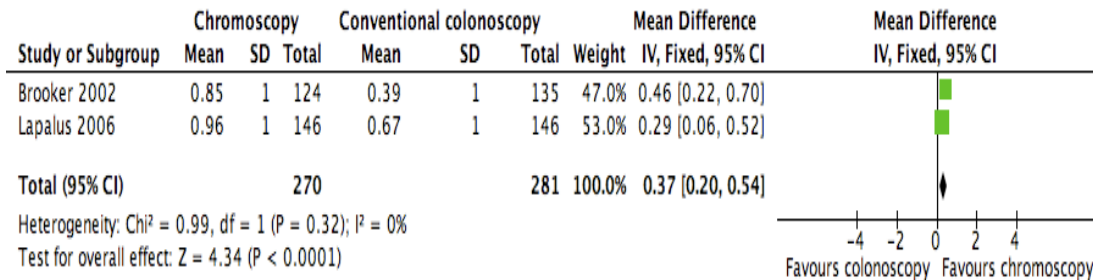 Chromoscopy Conventional colonoscopy Mean Difference Mean Difference
Study or Subgroup Mean SD Total Mean SD Total Weight IV, Fixed, 95% CI IV, Fixed, 95% CI
Brooker 2002 0.85 1 124 0.39 1 135 47.0% 0.46 [0.22, 0.70]
Lapalus 2006 0.96 1 146 0.67 1 146 53.0% 0.29 [0.06, 0.52]
Total (95% CI) 270 281 100.0% 0.37 [0.20, 0.54]
Heterogeneity: Chi² = 0.99, df = 1 (P = 0.32); I² = 0%
Test for overall effect: Z = 4.34 (P < 0.0001)
-4 -2 0 2 4
Favours colonoscopy Favours chromoscopy